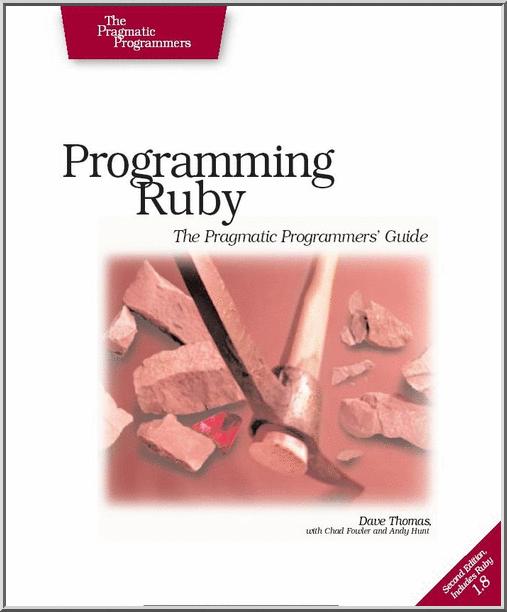 The
Pragmatic
Programmers
Programming
Ruby
The Pragmatic Programmers' Guide
Dave Thomas,
with Chad Fowler and Andy Hunt
Second Edition,
Includes Ruby
1.8